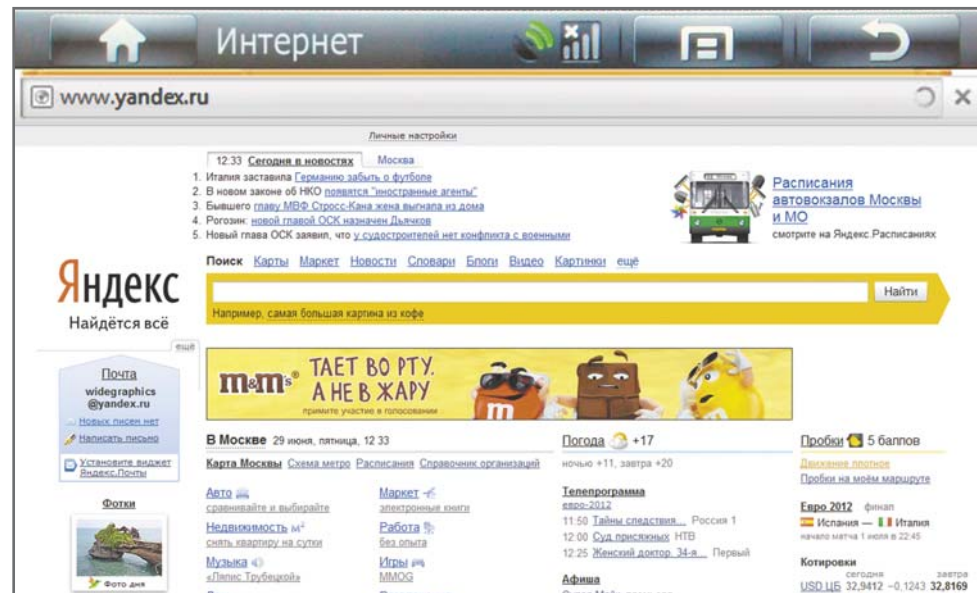 Интернет
www.yandex.ru
Личные настройки
12:33 Сегодня в новостях Москва
1. Италия заставила Германию забыть о футболе
2. В новом законе об НКО появятся "иностранные агенты"
3. Бывшего главу МВФ Стросс-Кана жена выгнала из дома
4. Рогозин: новой главой ОСК назначен Дьячков
5. Новый глава ОСК заявил, что у судостроителей нет конфликта с военными
Расписания
автовокзалов Москвы
и МО
смотрите на Яндекс.Расписаниях
Поиск Карты Маркет Новости Словари Блоги Видео Картинки ещё
Яндекс
Найдётся всё
Найти
Например, самая большая картина из кофе
ещё
Почта
widegraphics
@yandex.ru
Новых писем нет
Написать письмо
Установите виджет
Яндекс.Почты
Фотки
Фото дня
m&m's®
ТАЕТ ВО РТУ.
А НЕ В ЖАРУ
примите участие в голосовании
m
В Москве 29 июня, пятница, 12 33
Карта Москвы Схема метро Расписания Справочник организаций
Авто
сравнивайте и выбирайте
Недвижимость м²
снять квартиру на сутки
Музыка
«Ляпис Трубецкой»
Маркет
электронные книги
Работа
без опыта
Игры
MMOG
Погода +17
ночью +11, завтра +20
Телепрограмма
евро-2012
11:50 Тайны следствия... Россия 1
12:00 Суд присяжных НТВ
12:25 Женский доктор. 34-я... Первый
Афиша
Пробки 5 баллов
Движение плотное
Пробки на моём маршруте
Евро 2012 финал
Испания — Италия
начало матча 1 июля в 22:45
Котировки
сегодня завтра
USD ЦБ 32,9412 −0,1243 32,8169